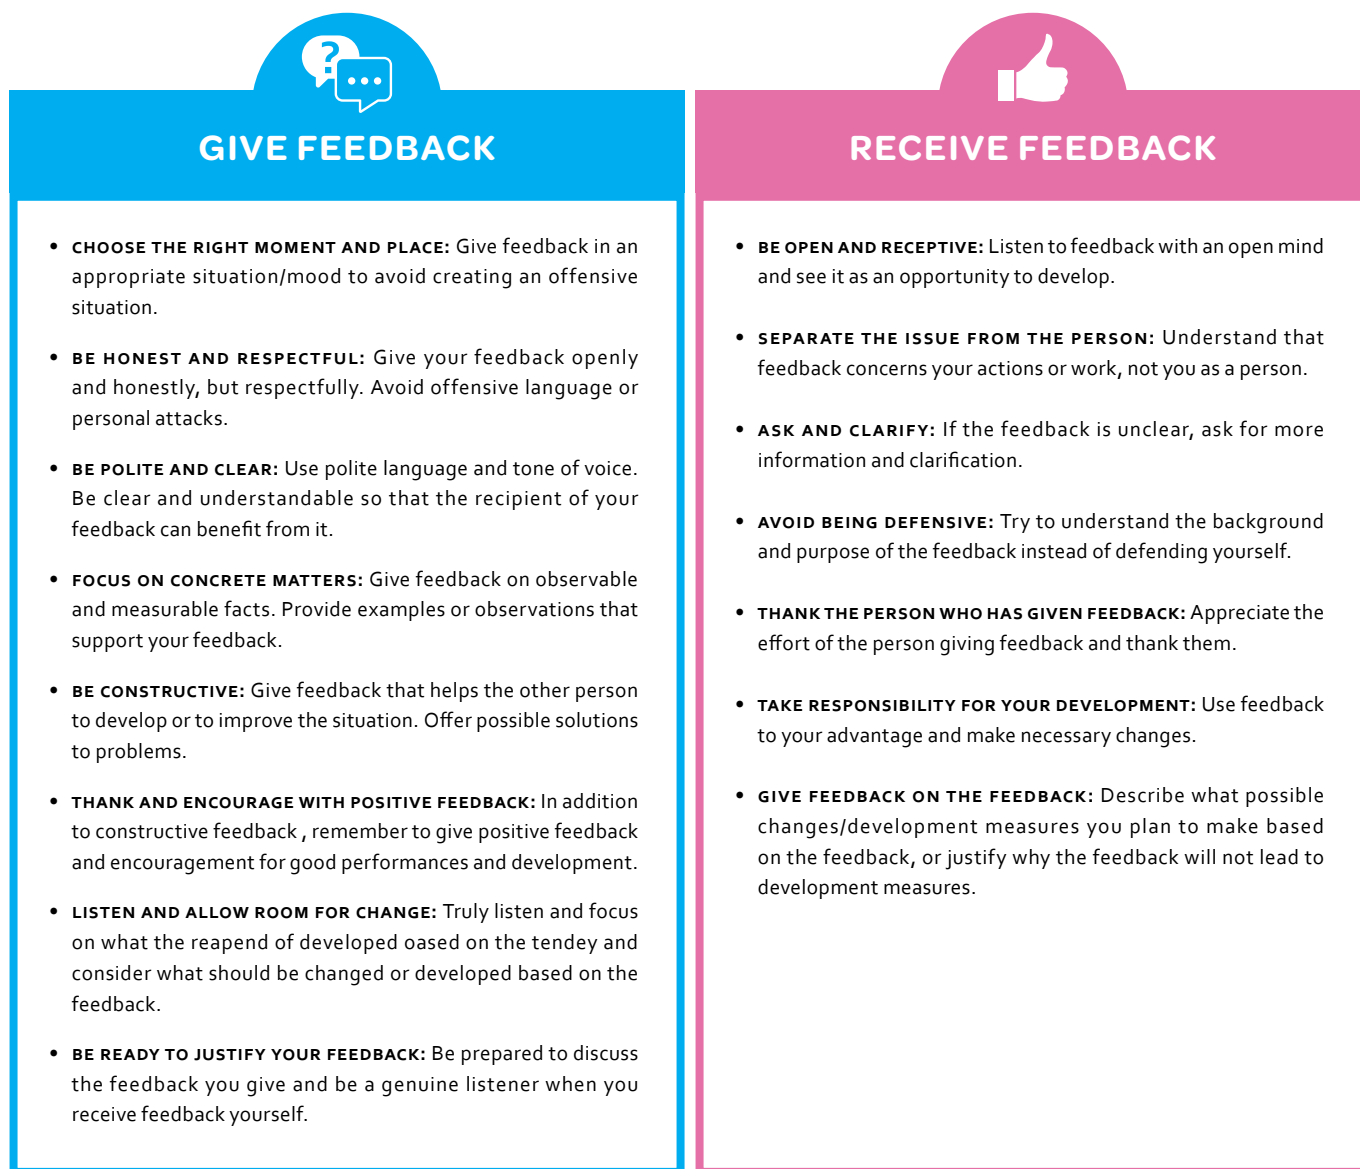 ?
GIVE FEEDBACK
• CHOOSE THE RIGHT MOMENT AND PLACE: Give feedback in an
appropriate situation/mood to avoid creating an offensive
situation.
• BE HONEST AND RESPECTFUL: Give your feedback openly
and honestly, but respectfully. Avoid offensive language or
personal attacks.
• BE POLITE AND CLEAR: Use polite language and tone of voice.
Be clear and understandable so that the recipient of your
feedback can benefit from it.
• FOCUS ON CONCRETE MATTERS: Give feedback on observable
and measurable facts. Provide examples or observations that
support your feedback.
• BE CONSTRUCTIVE: Give feedback that helps the other person
to develop or to improve the situation. Offer possible solutions
to problems.
• THANK AND ENCOURAGE WITH POSITIVE FEEDBACK: In addition
to constructive feedback , remember to give positive feedback
and encouragement for good performances and development.
• LISTEN AND ALLOW ROOM FOR CHANGE: Truly listen and focus
on what the reapend of developed oased on the tendey and
consider what should be changed or developed based on the
feedback.
• BE READY TO JUSTIFY YOUR FEEDBACK: Be prepared to discuss
the feedback you give and be a genuine listener when you
receive feedback yourself.
RECEIVE FEEDBACK
• BE OPEN AND RECEPTIVE: Listen to feedback with an open mind
and see it as an opportunity to develop.
• SEPARATE THE ISSUE FROM THE PERSON: Understand that
feedback concerns your actions or work, not you as a person.
• ASK AND CLARIFY: If the feedback is unclear, ask for more
information and clarification.
• AVOID BEING DEFENSIVE: Try to understand the background
and purpose of the feedback instead of defending yourself.
• THANK THE PERSON WHO HAS GIVEN FEEDBACK: Appreciate the
effort of the person giving feedback and thank them.
• TAKE RESPONSIBILITY FOR YOUR DEVELOPMENT: Use feedback
to your advantage and make necessary changes.
• GIVE FEEDBACK ON THE FEEDBACK: Describe what possible
changes/development measures you plan to make based
on the feedback, or justify why the feedback will not lead to
development measures.